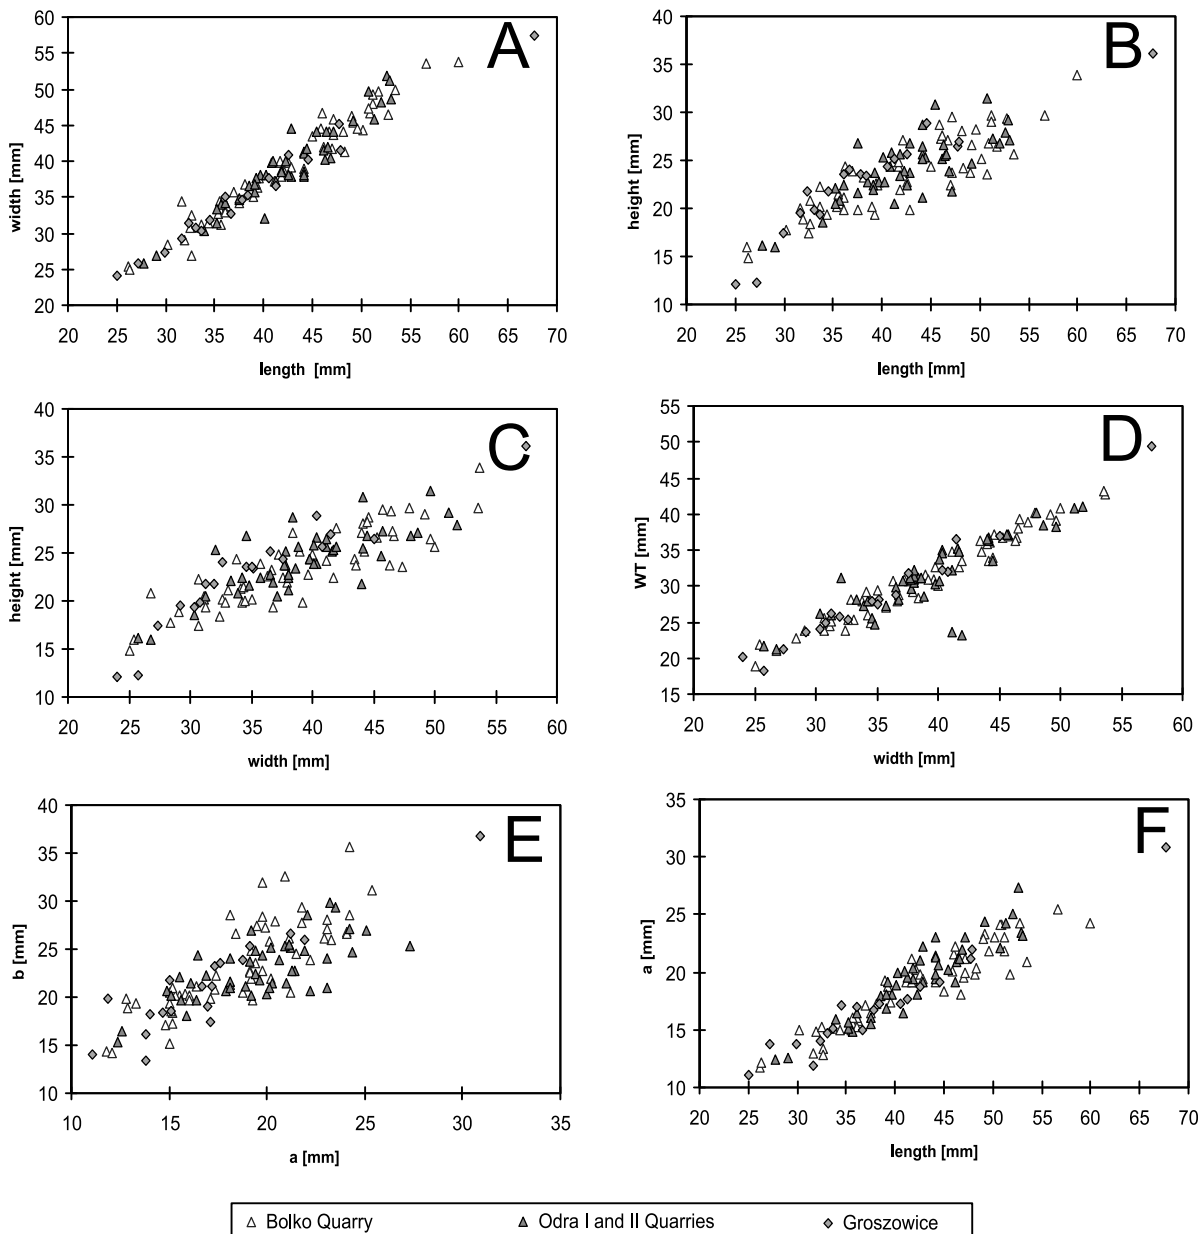 A
60
55
50
45
40
35
30
25
20
width [mm]
20 25 30 35 40 45 50 55 60 65 70
length [mm]
B
40
35
30
25
20
15
10
height [mm]
20 25 30 35 40 45 50 55 60 65 70
length [mm]
C
40
35
30
25
20
15
10
height [mm]
20 25 30 35 40 45 50 55 60
width [mm]
D
55
50
45
40
35
30
25
20
15
WT [mm]
20 25 30 35 40 45 50 55 60
width [mm]
E
40
35
30
25
20
15
10
b [mm]
10 15 20 25 30 35
a [mm]
F
35
30
25
20
15
10
a [mm]
20 25 30 35 40 45 50 55 60 65 70
length [mm]
Bolko Quarry Odra I and II Quarries Groszowice